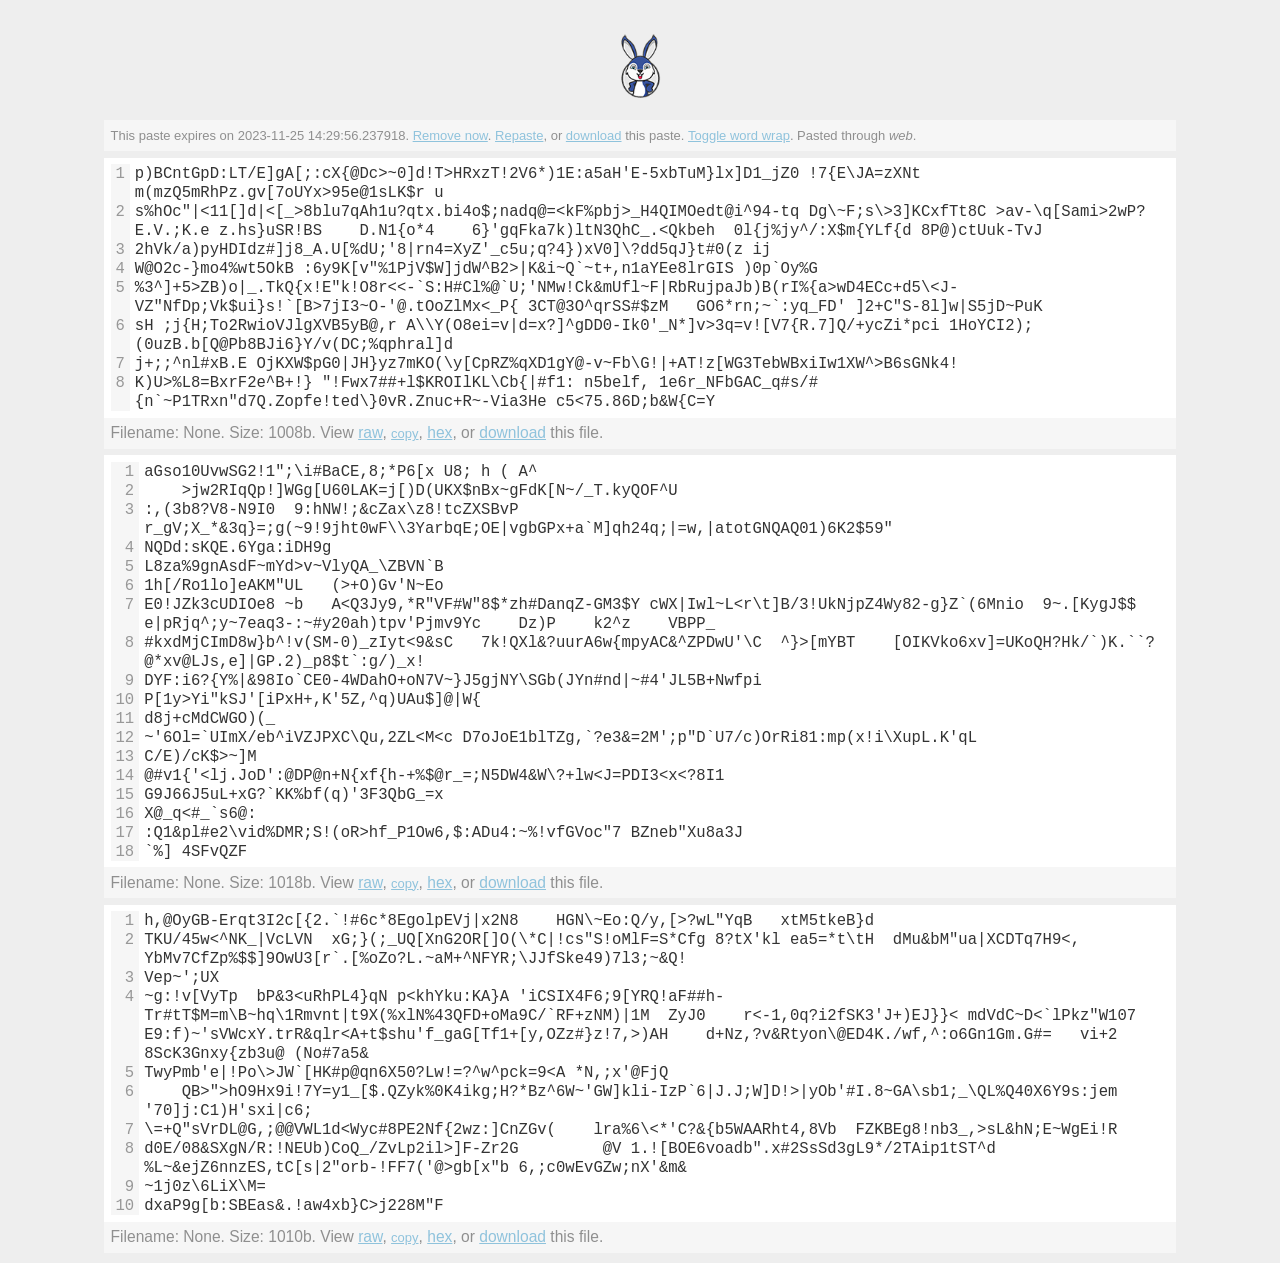 This paste expires on 2023-11-25 14:29:56.237918. Remove now. Repaste, or download this paste. Toggle word wrap. Pasted through web.
1 p)BCntGpD:LT/E]gA[;:cX{@Dc>~0]d!T>HRxzT!2V6*)1E:a5aH'E-5xbTuM}lx]D1_jZ0 !7{E\JA=zXNt
m(mzQ5mRhPz.gv[7oUYx>95e@1sLK$r u
2 s%hOc"|<11[]d|<[_>8blu7qAh1u?qtx.bi4o$;nadq@=<kF%pbj>_H4QIMOedt@i^94-tq Dg\~F;s\>3]KCxfTt8C >av-\q[Sami>2wP?
E.V.;K.e z.hs}uSR!BS    D.N1{o*4    6}'gqFka7k)ltN3QhC_.<Qkbeh  0l{j%jy^/:X$m{YLf{d 8P@)ctUuk-TvJ
3 2hVk/a)pyHDIdz#]j8_A.U[%dU;'8|rn4=XyZ'_c5u;q?4})xV0]\?dd5qJ}t#0(z ij
4 W@O2c-}mo4%wt5OkB :6y9K[v"%1PjV$W]jdW^B2>|K&i~Q`~t+,n1aYEe8lrGIS )0p`Oy%G
5 %3^]+5>ZB)o|_.TkQ{x!E"k!O8r<<-`S:H#Cl%@`U;'NMw!Ck&mUfl~F|RbRujpaJb)B(rI%{a>wD4ECc+d5\<J-
VZ"NfDp;Vk$ui}s!`[B>7jI3~O-'@.tOoZlMx<_P{ 3CT@3O^qrSS#$zM   GO6*rn;~`:yq_FD' ]2+C"S-8l]w|S5jD~PuK
6 sH ;j{H;To2RwioVJlgXVB5yB@,r A\\Y(O8ei=v|d=x?]^gDD0-Ik0'_N*]v>3q=v![V7{R.7]Q/+ycZi*pci 1HoYCI2);
(0uzB.b[Q@Pb8BJi6}Y/v(DC;%qphral]d
7 j+;;^nl#xB.E OjKXW$pG0|JH}yz7mKO(\y[CpRZ%qXD1gY@-v~Fb\G!|+AT!z[WG3TebWBxiIw1XW^>B6sGNk4!
8 K)U>%L8=BxrF2e^B+!} "!Fwx7##+l$KROIlKL\Cb{|#f1: n5belf, 1e6r_NFbGAC_q#s/#
{n`~P1TRxn"d7Q.Zopfe!ted\}0vR.Znuc+R~-Via3He c5<75.86D;b&W{C=Y
Filename: None. Size: 1008b. View raw, copy, hex, or download this file.
1 aGso10UvwSG2!1";\i#BaCE,8;*P6[x U8; h ( A^
2     >jw2RIqQp!]WGg[U60LAK=j[)D(UKX$nBx~gFdK[N~/_T.kyQOF^U
3 :,(3b8?V8-N9I0  9:hNW!;&cZax\z8!tcZXSBvP
r_gV;X_*&3q}=;g(~9!9jht0wF\\3YarbqE;OE|vgbGPx+a`M]qh24q;|=w,|atotGNQAQ01)6K2$59"
4 NQDd:sKQE.6Yga:iDH9g
5 L8za%9gnAsdF~mYd>v~VlyQA_\ZBVN`B
6 1h[/Ro1lo]eAKM"UL   (>+O)Gv'N~Eo
7 E0!JZk3cUDIOe8 ~b   A<Q3Jy9,*R"VF#W"8$*zh#DanqZ-GM3$Y cWX|Iwl~L<r\t]B/3!UkNjpZ4Wy82-g}Z`(6Mnio  9~.[KygJ$$
e|pRjq^;y~7eaq3-:~#y20ah)tpv'Pjmv9Yc    Dz)P    k2^z    VBPP_
8 #kxdMjCImD8w}b^!v(SM-0)_zIyt<9&sC   7k!QXl&?uurA6w{mpyAC&^ZPDwU'\C  ^}>[mYBT    [OIKVko6xv]=UKoQH?Hk/`)K.``?
@*xv@LJs,e]|GP.2)_p8$t`:g/)_x!
9 DYF:i6?{Y%|&98Io`CE0-4WDahO+oN7V~}J5gjNY\SGb(JYn#nd|~#4'JL5B+Nwfpi
10 P[1y>Yi"kSJ'[iPxH+,K'5Z,^q)UAu$]@|W{
11 d8j+cMdCWGO)(_
12 ~'6Ol=`UImX/eb^iVZJPXC\Qu,2ZL<M<c D7oJoE1blTZg,`?e3&=2M';p"D`U7/c)OrRi81:mp(x!i\XupL.K'qL
13 C/E)/cK$>~]M
14 @#v1{'<lj.JoD':@DP@n+N{xf{h-+%$@r_=;N5DW4&W\?+lw<J=PDI3<x<?8I1
15 G9J66J5uL+xG?`KK%bf(q)'3F3QbG_=x
16 X@_q<#_`s6@:
17 :Q1&pl#e2\vid%DMR;S!(oR>hf_P1Ow6,$:ADu4:~%!vfGVoc"7 BZneb"Xu8a3J
18 `%] 4SFvQZF
Filename: None. Size: 1018b. View raw, copy, hex, or download this file.
1 h,@OyGB-Erqt3I2c[{2.`!#6c*8EgolpEVj|x2N8    HGN\~Eo:Q/y,[>?wL"YqB   xtM5tkeB}d
2 TKU/45w<^NK_|VcLVN  xG;}(;_UQ[XnG2OR[]O(\*C|!cs"S!oMlF=S*Cfg 8?tX'kl ea5=*t\tH  dMu&bM"ua|XCDTq7H9<,
YbMv7CfZp%$$]9OwU3[r`.[%oZo?L.~aM+^NFYR;\JJfSke49)7l3;~&Q!
3 Vep~';UX
4 ~g:!v[VyTp  bP&3<uRhPL4}qN p<khYku:KA}A 'iCSIX4F6;9[YRQ!aF##h-
Tr#tT$M=m\B~hq\1Rmvnt|t9X(%xlN%43QFD+oMa9C/`RF+zNM)|1M  ZyJ0    r<-1,0q?i2fSK3'J+)EJ}}< mdVdC~D<`lPkz"W107
E9:f)~'sVWcxY.trR&qlr<A+t$shu'f_gaG[Tf1+[y,OZz#}z!7,>)AH    d+Nz,?v&Rtyon\@ED4K./wf,^:o6Gn1Gm.G#=   vi+2
8ScK3Gnxy{zb3u@ (No#7a5&
5 TwyPmb'e|!Po\>JW`[HK#p@qn6X50?Lw!=?^w^pck=9<A *N,;x'@FjQ
6     QB>">hO9Hx9i!7Y=y1_[$.QZyk%0K4ikg;H?*Bz^6W~'GW]kli-IzP`6|J.J;W]D!>|yOb'#I.8~GA\sb1;_\QL%Q40X6Y9s:jem
'70]j:C1)H'sxi|c6;
7 \=+Q"sVrDL@G,;@@VWL1d<Wyc#8PE2Nf{2wz:]CnZGv(    lra%6\<*'C?&{b5WAARht4,8Vb  FZKBEg8!nb3_,>sL&hN;E~WgEi!R
8 d0E/08&SXgN/R:!NEUb)CoQ_/ZvLp2il>]F-Zr2G         @V 1.![BOE6voadb".x#2SsSd3gL9*/2TAip1tST^d
%L~&ejZ6nnzES,tC[s|2"orb-!FF7('@>gb[x"b 6,;c0wEvGZw;nX'&m&
9 ~1j0z\6LiX\M=
10 dxaP9g[b:SBEas&.!aw4xb}C>j228M"F
Filename: None. Size: 1010b. View raw, copy, hex, or download this file.